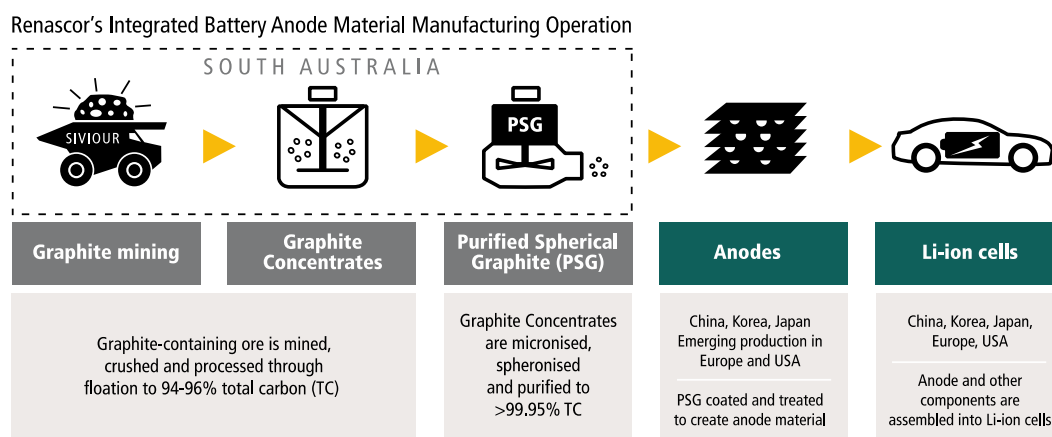 Renascor's Integrated Battery Anode Material Manufacturing Operation
SOUTH AUSTRALIA
SIVIOUR
PSG
Graphite mining
Graphite
Concentrates
Purified Spherical
Graphite (PSG)
Anodes
Li-ion cells
Graphite-containing ore is mined,
crushed and processed through
floation to 94-96% total carbon (TC)
Graphite Concentrates
are micronised,
spheronised
and purified to
>99.95% TC
China, Korea, Japan
Emerging production in
Europe and USA
PSG coated and treated
to create anode material
China, Korea, Japan,
Europe, USA
Anode and other
components are
assembled into Li-ion cells